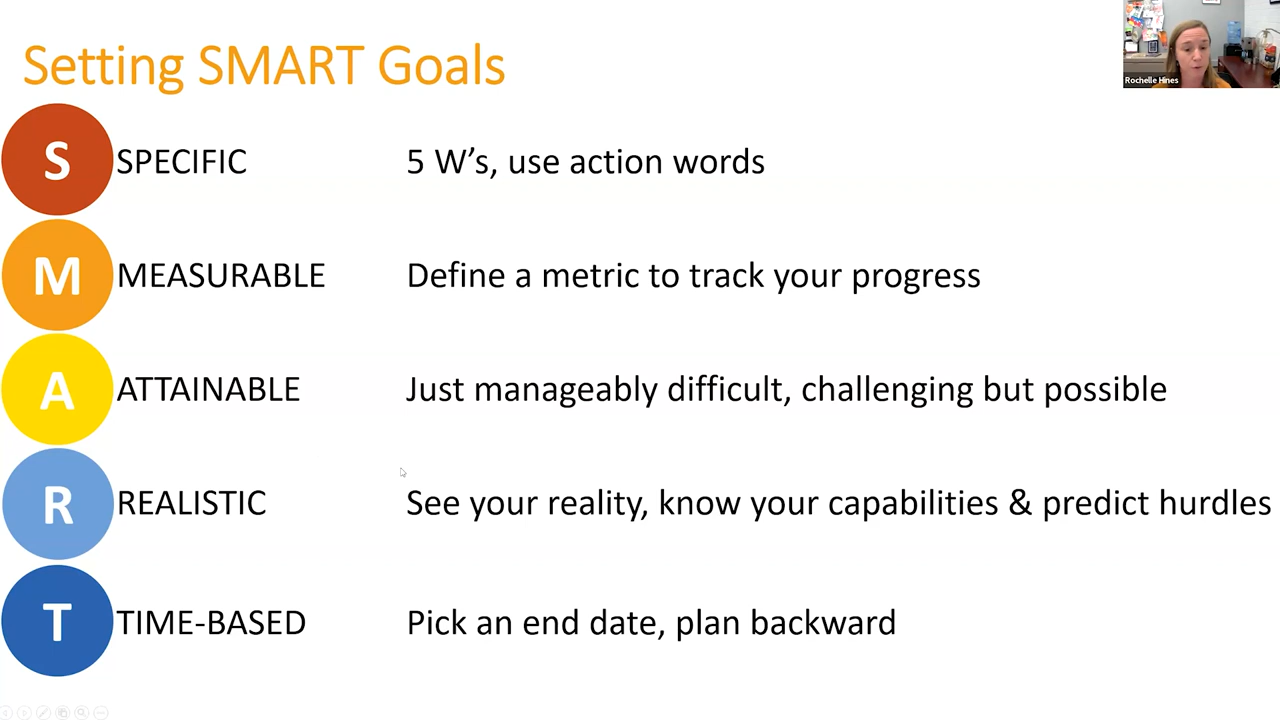 Setting SMART Goals
Rochelle Hines
S SPECIFIC 5 W’s, use action words
M MEASURABLE Define a metric to track your progress
A ATTAINABLE Just manageably difficult, challenging but possible
R REALISTIC See your reality, know your capabilities & predict hurdles
T TIME-BASED Pick an end date, plan backward